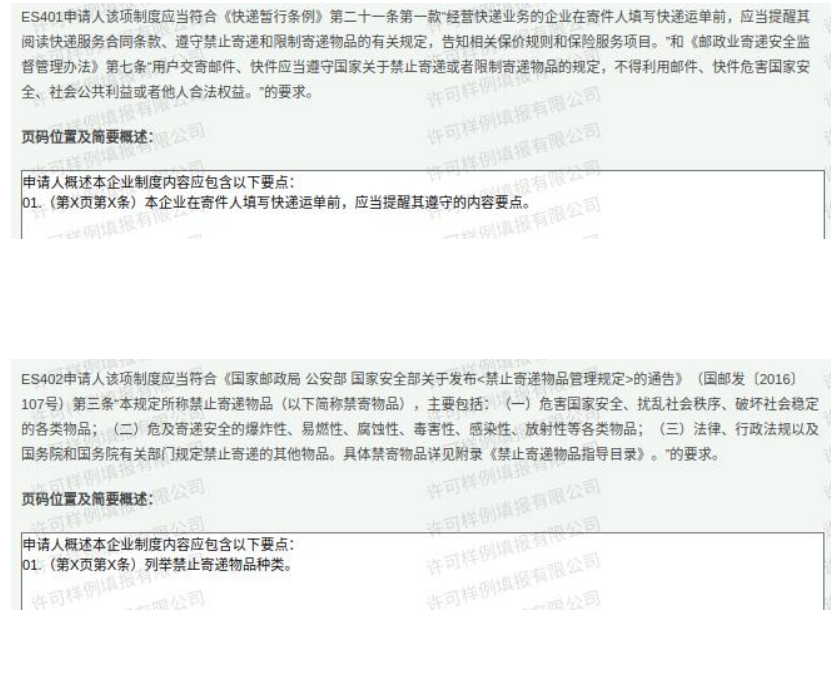 ES401申请人该项制度应当符合《快递暂行条例》第二十一条第一款“经营快递业务的企业在寄件人填写快递运单前，应当提醒其
阅读快递服务合同条款、遵守禁止寄递和限制寄递物品的有关规定，告知相关保价规则和保险服务项目。”和《邮政业寄递安全监
督管理办法》第七条“用户交寄邮件、快件应当遵守国家关于禁止寄递或者限制寄递物品的规定，不得利用邮件、快件危害国家安
全、社会公共利益或者他人合法权益。”的要求。
页码位置及简要概述：
申请人概述本企业制度内容应包含以下要点：
01.（第X页第X条）本企业在寄件人填写快递运单前，应当提醒其遵守的内容要点。
ES402申请人该项制度应当符合《国家邮政局 公安部 国家安全部关于发布<禁止寄递物品管理规定>的通告》（国邮发〔2016〕
107号）第三条“本规定所称禁止寄递物品（以下简称禁寄物品），主要包括：（一）危害国家安全、扰乱社会秩序、破坏社会稳定
的各类物品；（二）危及寄递安全的爆炸性、易燃性、腐蚀性、毒害性、感染性、放射性等各类物品；（三）法律、行政法规以及
国务院和国务院有关部门规定禁止寄递的其他物品。具体禁寄物品详见附录《禁止寄递物品指导目录》。”的要求。
页码位置及简要概述：
申请人概述本企业制度内容应包含以下要点：
01.（第X页第X条）列举禁止寄递物品种类。
许可样例填报有限公司